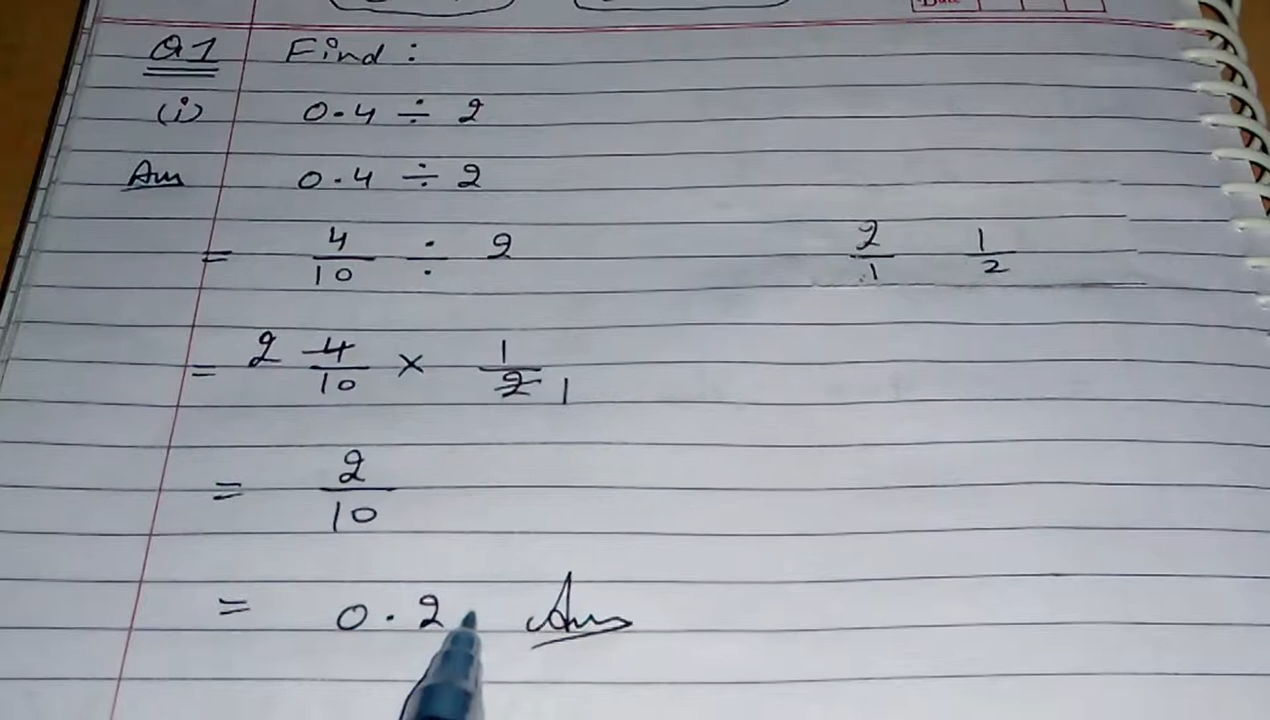 Date
Q1 Find :
(i) 0.4 ÷ 2
Ans 0.4 ÷ 2
= 4/10 ÷ 2 2/1 1/2
= 2 4/10 × 1/2 1
= 2/10
= 0.2 Ans